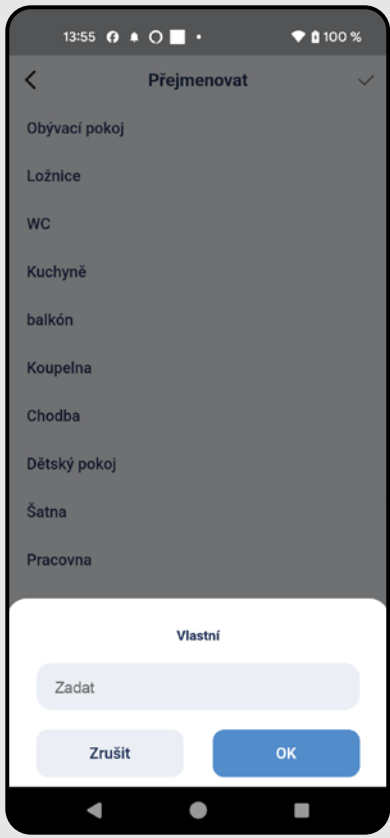 13:55 100 %
Přejmenovat
Obývací pokoj
Ložnice
WC
Kuchyně
balkón
Koupelna
Chodba
Dětský pokoj
Šatna
Pracovna
Vlastní
Zadat
Zrušit OK